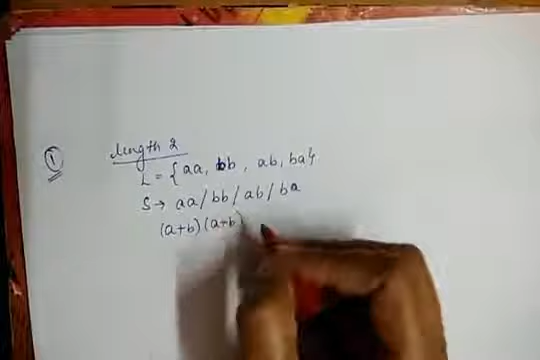 ① length 2
L = { aa, bb, ab, ba}
S → aa / bb / ab / ba
(a+b)(a+b)